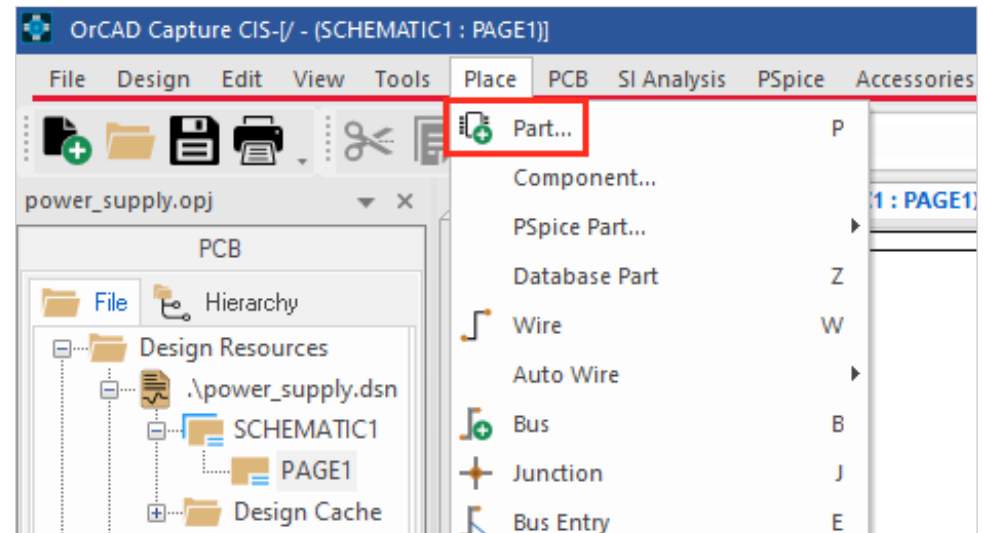 OrCAD Capture CIS-[/ - (SCHEMATIC1 : PAGE1)]
File Design Edit View Tools Place PCB SI Analysis PSpice Accessories
Part... P
power_supply.opj
Component...
1 : PAGE1)
PCB
PSpice Part...
File Hierarchy
Database Part Z
Design Resources
Wire W
.\power_supply.dsn
Auto Wire
SCHEMATIC1
Bus B
PAGE1
Junction J
Design Cache
Bus Entry E